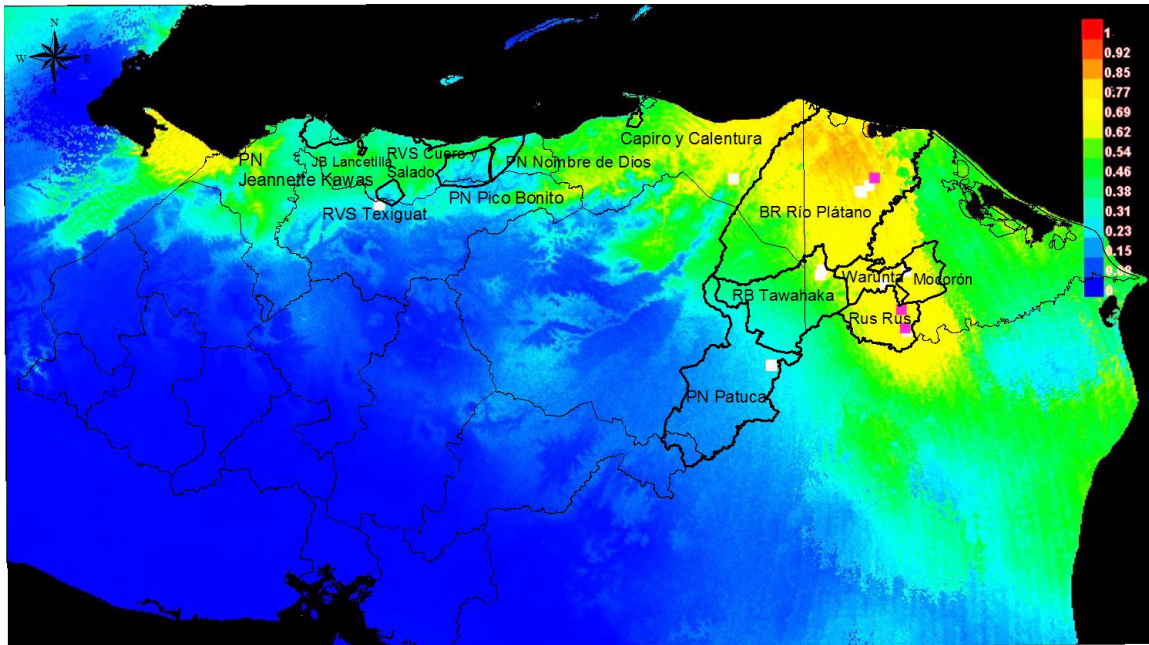 N
W E
1
0.92
0.85
0.77
0.69
0.62
0.54
0.46
0.38
0.31
0.23
0.15
0.08
0
Capiro y Calentura
RVS Cuero y
Salado
PN
Jeannette Kawas
JB Lancetilla
PN Nombre de Dios
PN Pico Bonito
RVS Texiguat
BR Río Plátano
Warunta
Mocorón
RB Tawahaka
Rus Rus
PN Patuca